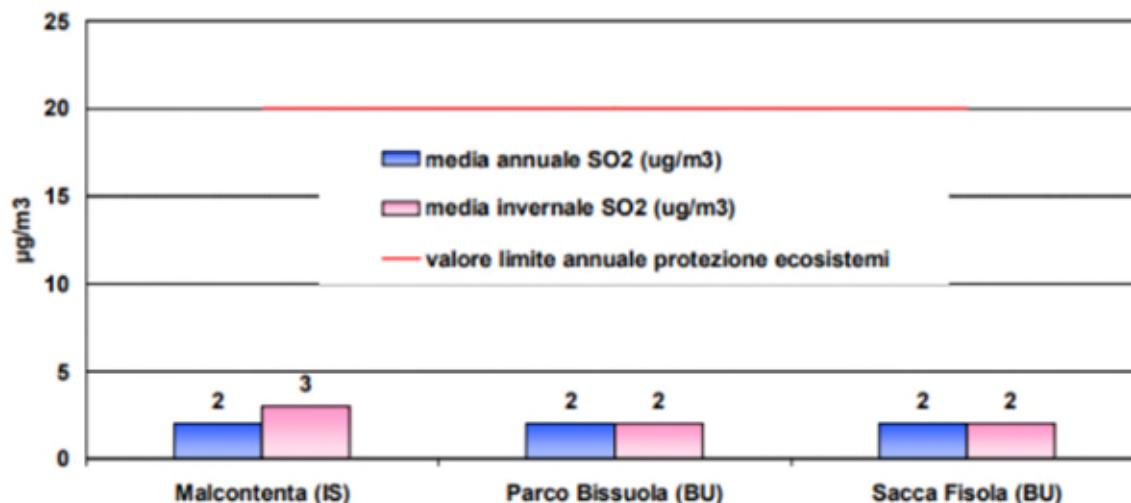 25
20
15
10
5
0
µg/m3
media annuale SO2 (ug/m3)
media invernale SO2 (ug/m3)
valore limite annuale protezione ecosistemi
2
3
2
2
2
2
Malcontenta (IS)
Parco Bissuola (BU)
Sacca Fisola (BU)